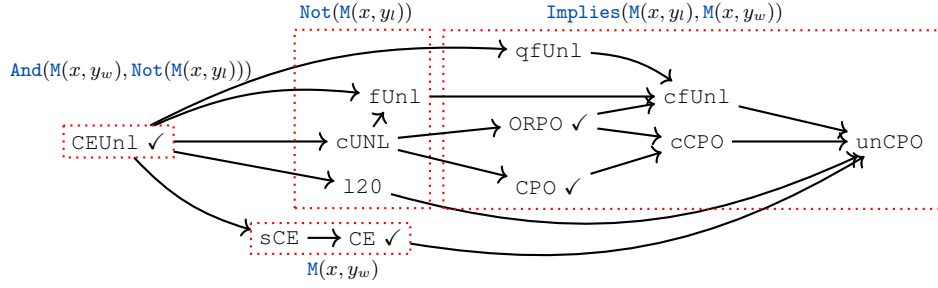 Not(M(x, y_l)) Implies(M(x, y_l), M(x, y_w))
And(M(x, y_w), Not(M(x, y_l)))
qfUnl
fUnl cfUnl
ORPO ✓
CEUnl ✓ cUNL cCPO unCPO
l20 CPO ✓
sCE CE ✓
M(x, y_w)